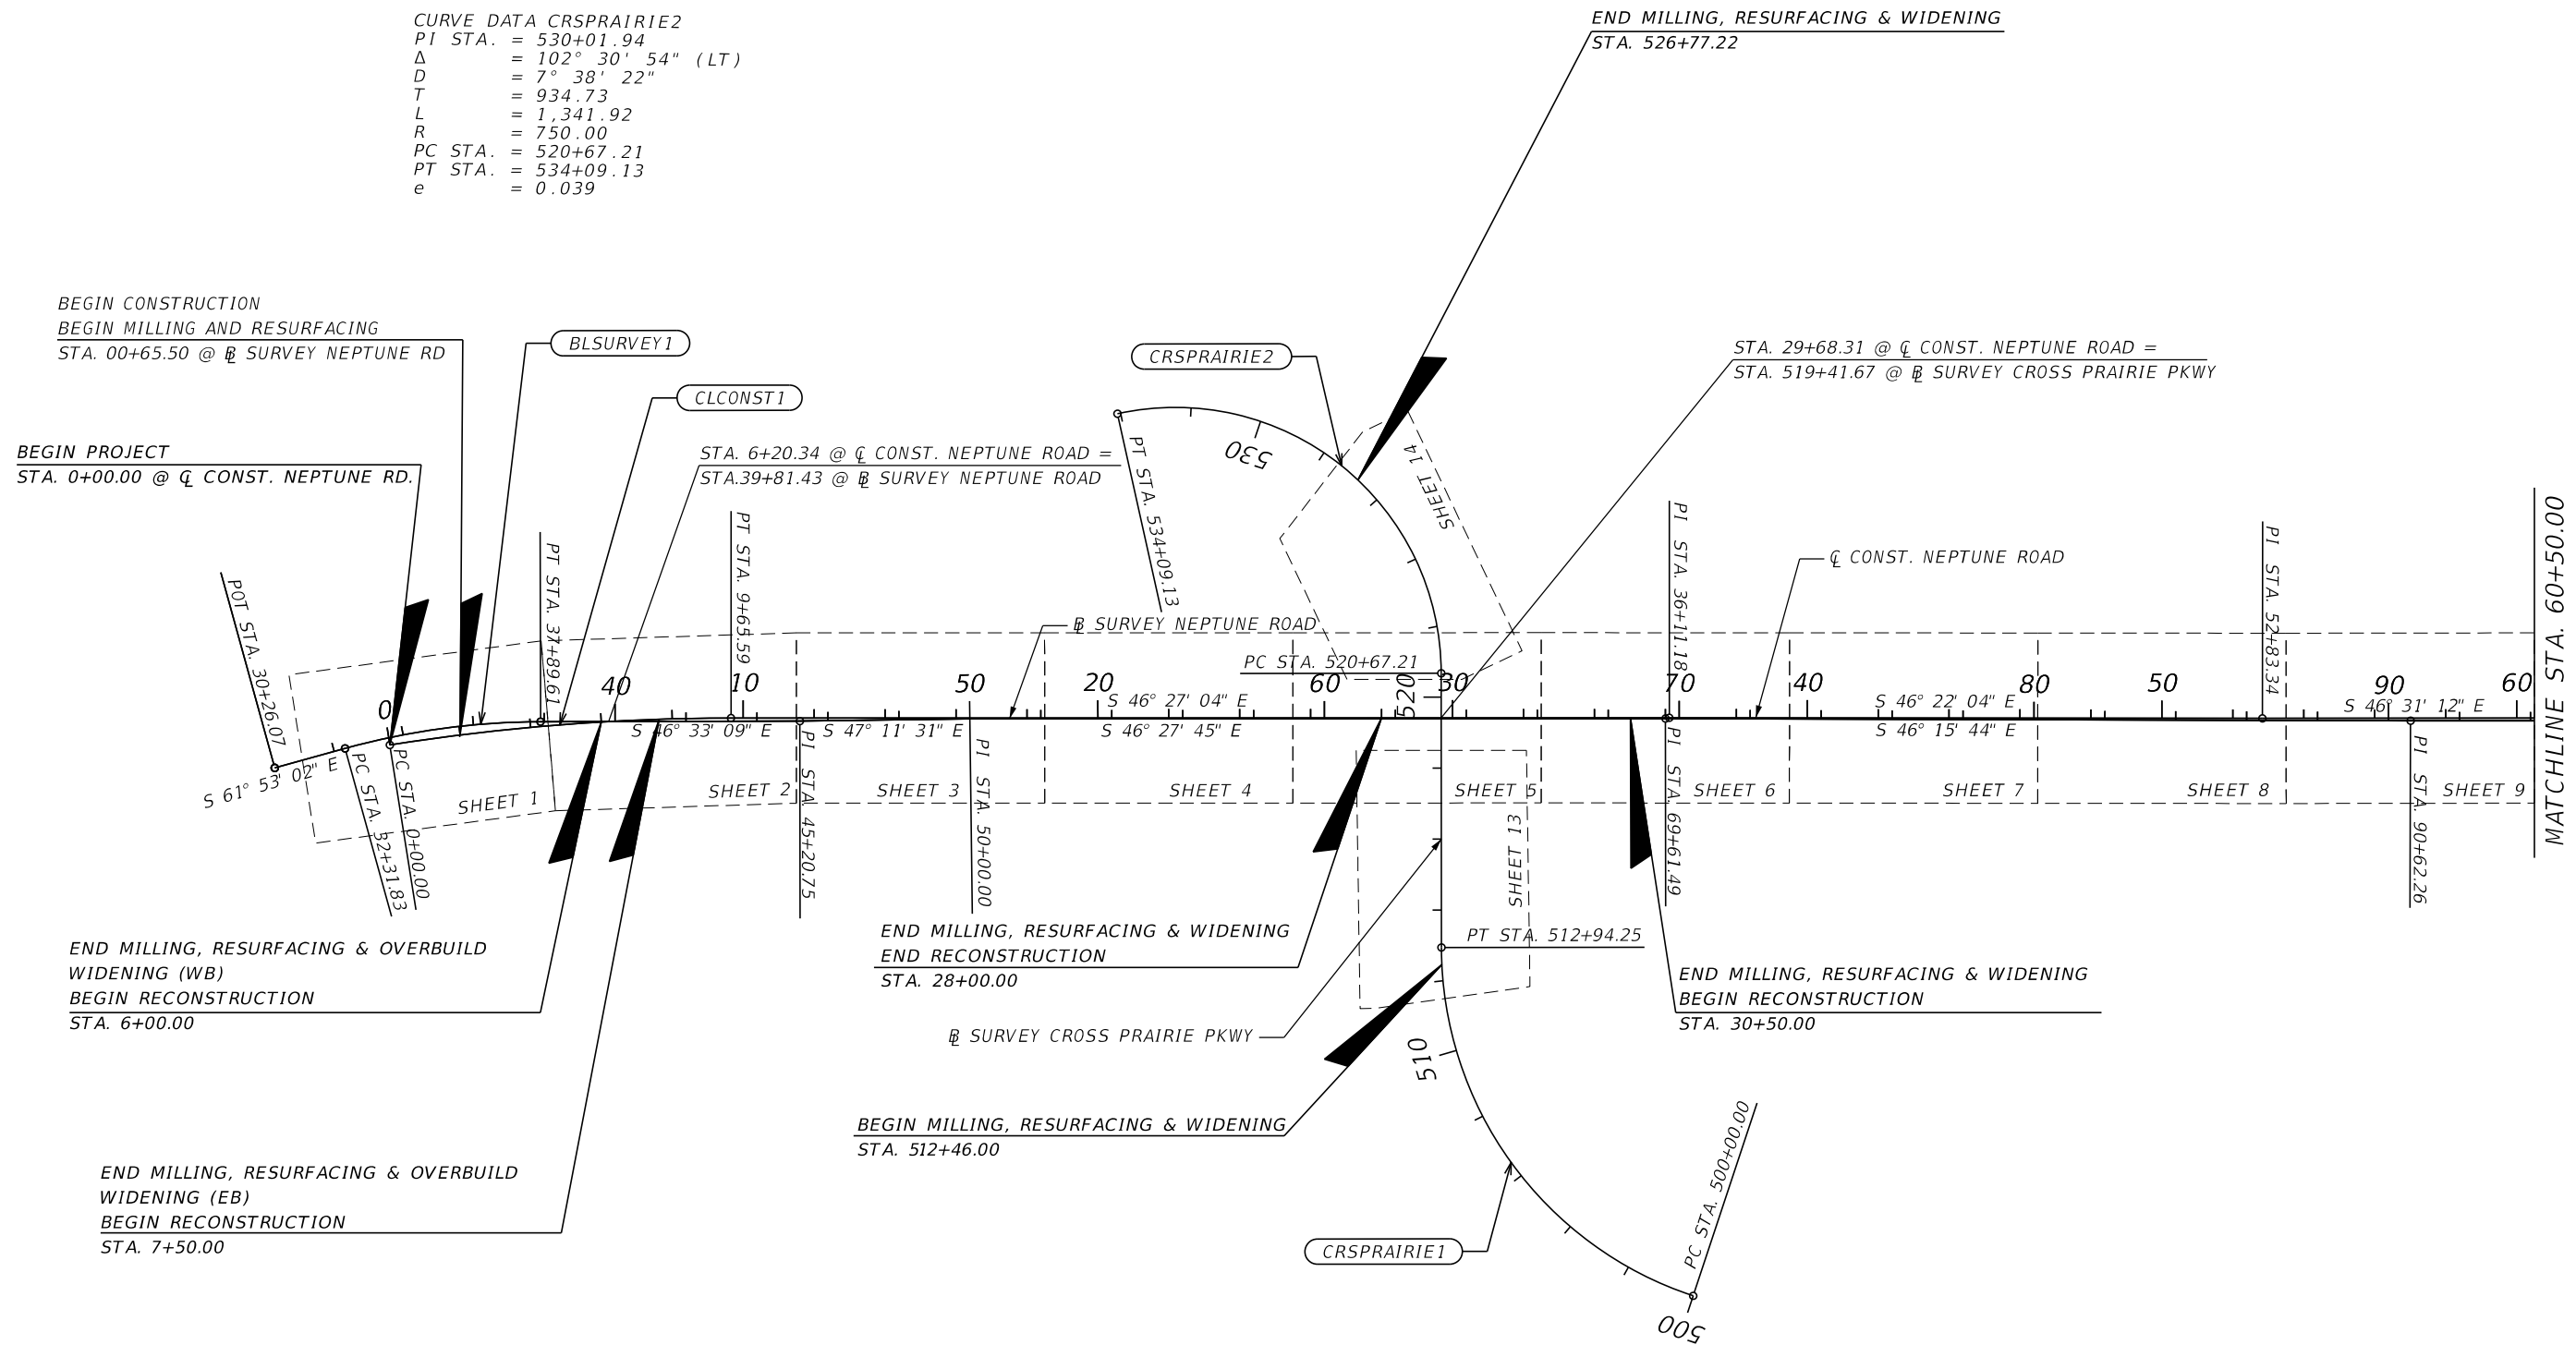 CURVE DATA CRSPRAIRIE2
PI STA. = 530+01.94
Δ = 102° 30' 54" (LT)
D = 7° 38' 22"
T = 934.73
L = 1,341.92
R = 750.00
PC STA. = 520+67.21
PT STA. = 534+09.13
e = 0.039
END MILLING, RESURFACING & WIDENING
STA. 526+77.22
BEGIN CONSTRUCTION
BEGIN MILLING AND RESURFACING
STA. 00+65.50 @ BL SURVEY NEPTUNE RD
BLSURVEY1
CLCONST1
CRSPRAIRIE2
STA. 29+68.31 @ CL CONST. NEPTUNE ROAD =
STA. 519+41.67 @ BL SURVEY CROSS PRAIRIE PKWY
BEGIN PROJECT
STA. 0+00.00 @ CL CONST. NEPTUNE RD.
STA. 6+20.34 @ CL CONST. NEPTUNE ROAD =
STA.39+81.43 @ BL SURVEY NEPTUNE ROAD
530
SHEET 14
PT STA. 534+09.13
POT STA. 30+26.07
PT STA. 37+89.61
PT STA. 9+65.59
BL SURVEY NEPTUNE ROAD
PC STA. 520+67.21
PI STA. 36+11.18
CL CONST. NEPTUNE ROAD
PI STA. 52+83.34
MATCHLINE STA. 60+50.00
0
40
10
50
20
60
520
30
70
40
80
50
90
60
S 46° 27' 04" E
S 46° 22' 04" E
S 46° 31' 12" E
S 61° 53' 02" E
S 46° 33' 09" E
S 47° 11' 31" E
S 46° 27' 45" E
S 46° 15' 44" E
PC STA. 32+31.83
PC STA. 0+00.00
SHEET 1
SHEET 2
SHEET 3
SHEET 4
SHEET 5
SHEET 6
SHEET 7
SHEET 8
SHEET 9
PI STA. 45+20.75
PI STA. 50+00.00
SHEET 13
PI STA. 69+61.49
PI STA. 90+62.26
END MILLING, RESURFACING & OVERBUILD
WIDENING (WB)
BEGIN RECONSTRUCTION
STA. 6+00.00
END MILLING, RESURFACING & WIDENING
END RECONSTRUCTION
STA. 28+00.00
PT STA. 512+94.25
END MILLING, RESURFACING & WIDENING
BEGIN RECONSTRUCTION
STA. 30+50.00
BL SURVEY CROSS PRAIRIE PKWY
510
BEGIN MILLING, RESURFACING & WIDENING
STA. 512+46.00
END MILLING, RESURFACING & OVERBUILD
WIDENING (EB)
BEGIN RECONSTRUCTION
STA. 7+50.00
CRSPRAIRIE1
PC STA. 500+00.00
500